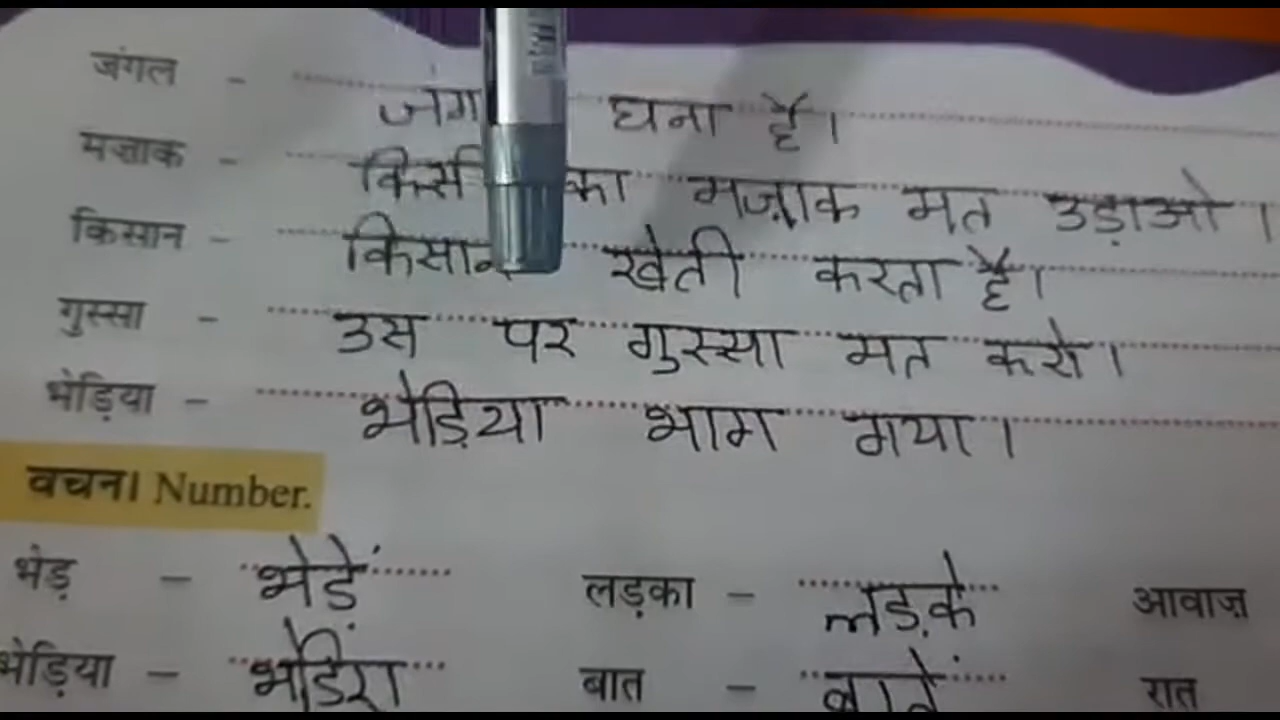 जंगल - घना है।
मज़ाक - का मज़ाक मत उड़ाओ।
किसान - किसान खेती करता है।
गुस्सा - उस पर गुस्सा मत करो।
भेड़िया - भेड़िया भाग गया।
वचन। Number.
भेड़ - भेड़ें लड़का - लड़के आवाज़
भेड़िया - बात - बातें रात